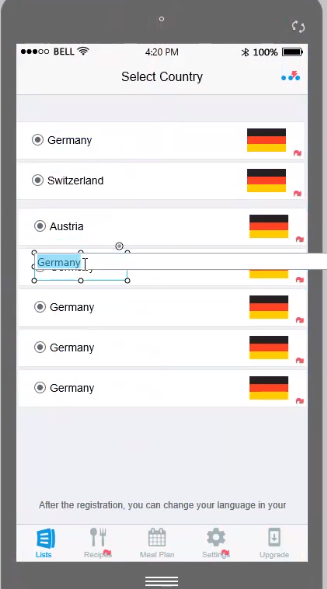 BELL 4:20 PM 100%
Select Country
Germany
Switzerland
Austria
Germany
Germany
Germany
Germany
Germany
After the registration, you can change your language in your
Lists Recipes Meal Plan Settings Upgrade